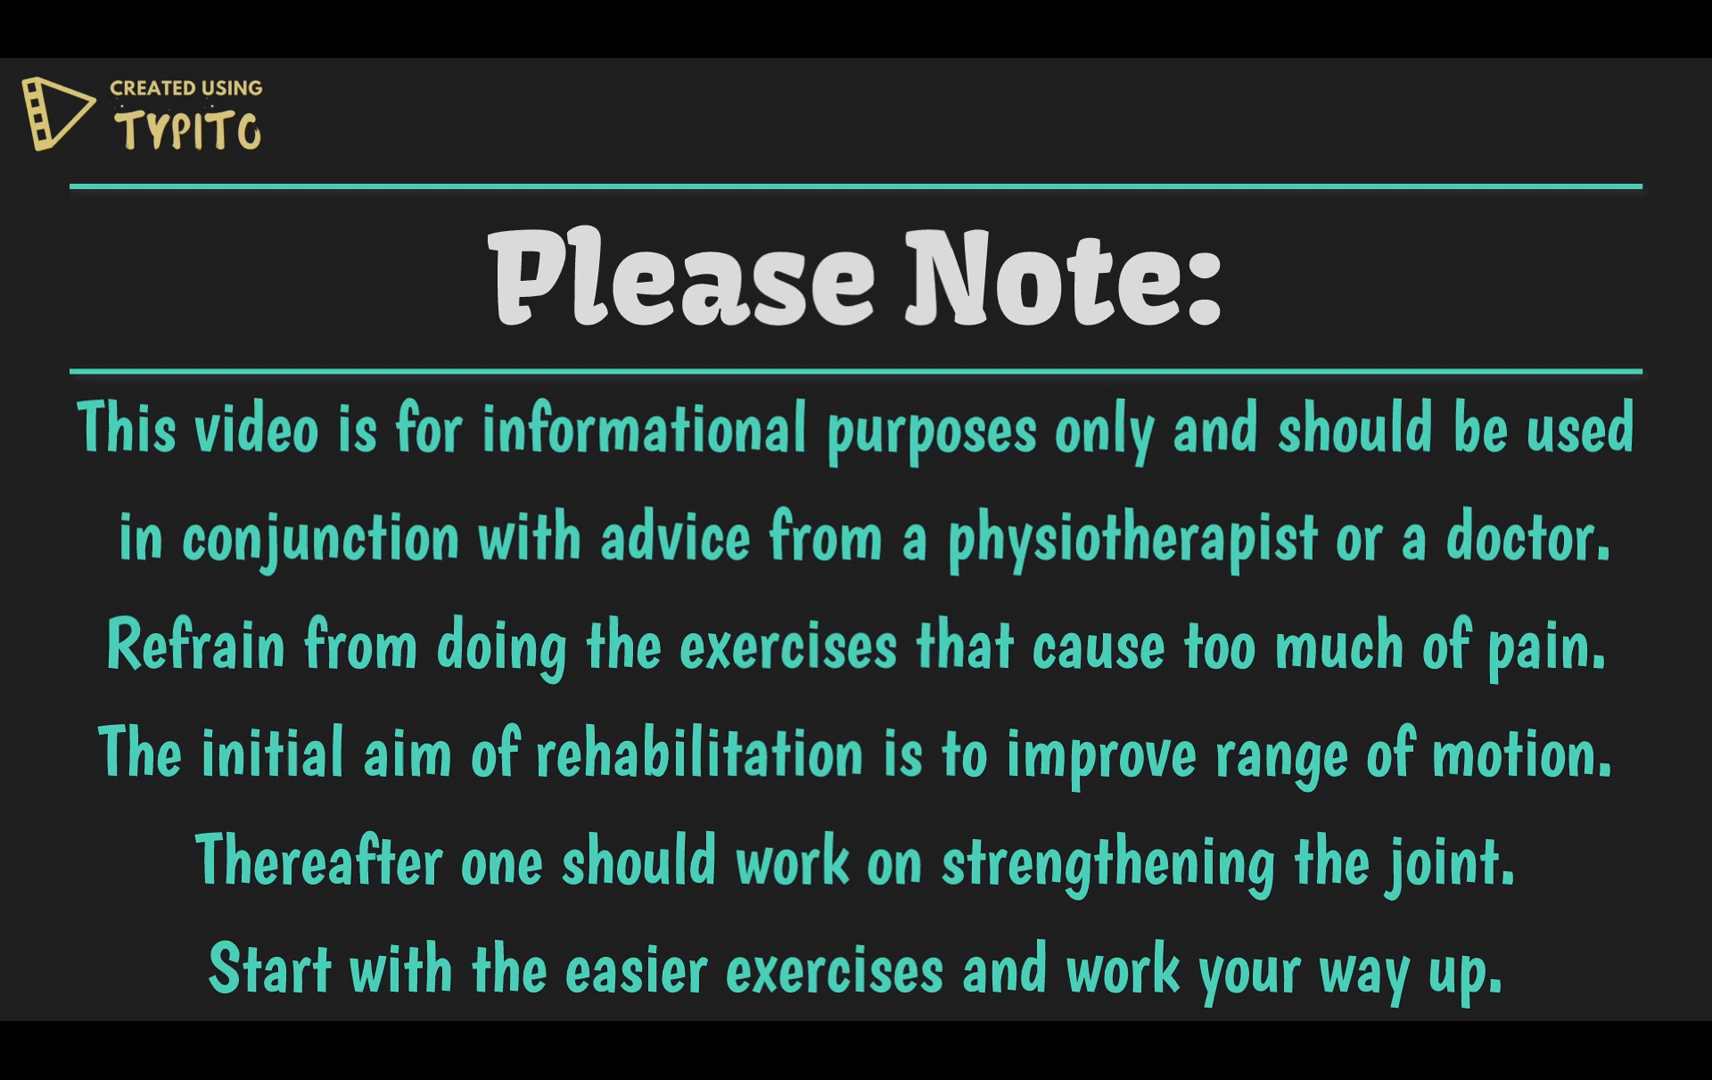 CREATED USING
TYPITO
Please Note:
This video is for informational purposes only and should be used
in conjunction with advice from a physiotherapist or a doctor.
Refrain from doing the exercises that cause too much of pain.
The initial aim of rehabilitation is to improve range of motion.
Thereafter one should work on strengthening the joint.
Start with the easier exercises and work your way up.